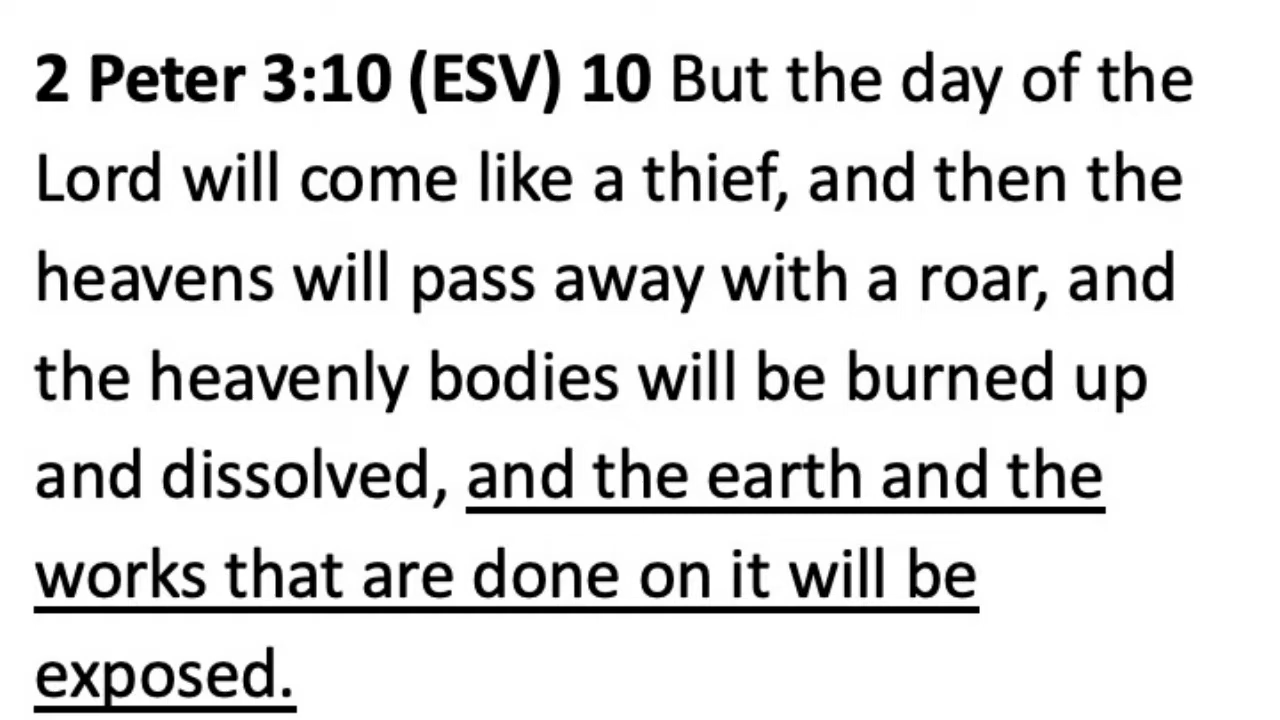 2 Peter 3:10 (ESV) 10 But the day of the
Lord will come like a thief, and then the
heavens will pass away with a roar, and
the heavenly bodies will be burned up
and dissolved, and the earth and the
works that are done on it will be
exposed.